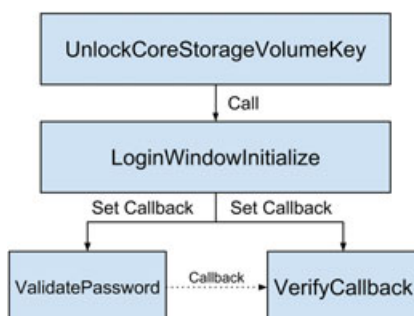 UnlockCoreStorageVolumeKey
Call
LoginWindowInitialize
Set Callback Set Callback
ValidatePassword Callback VerifyCallback